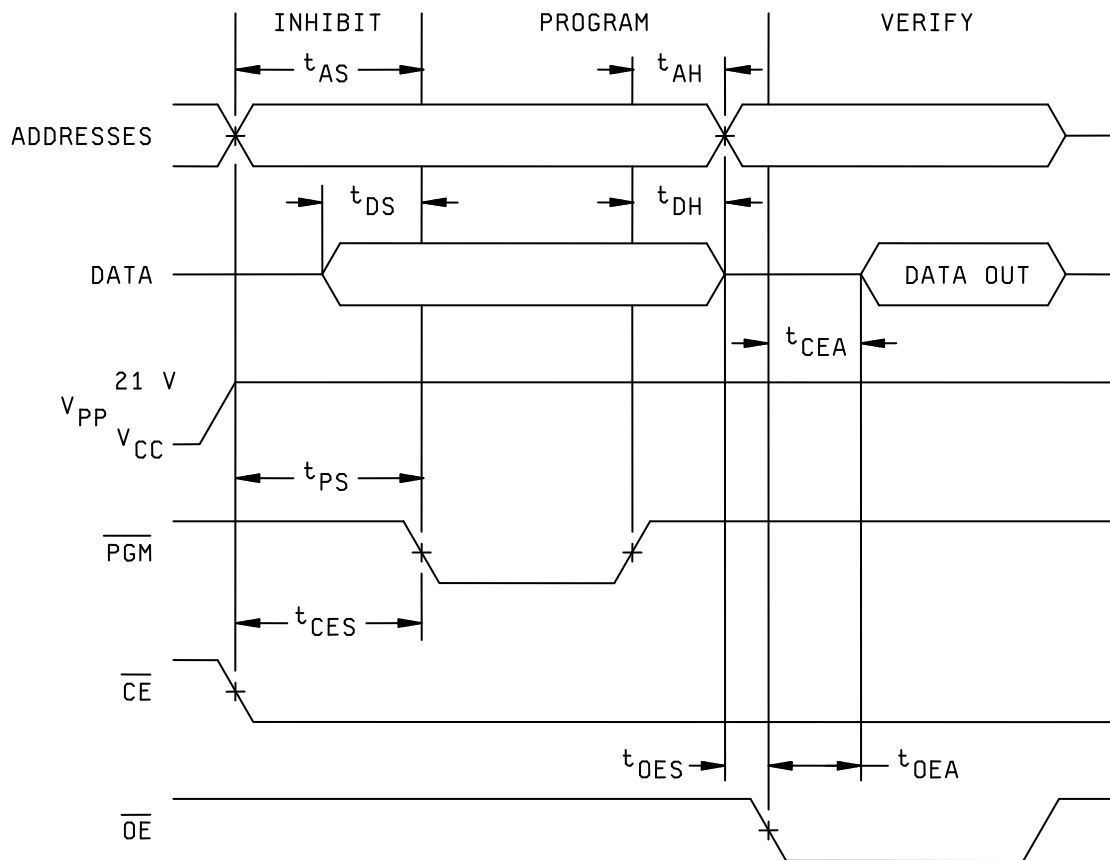 INHIBIT PROGRAM VERIFY
tAS tAH
ADDRESSES
tDS tDH
DATA DATA OUT
tCEA
21 V
VPP
VCC
tPS
PGM
tCES
CE
tOES tOEA
OE